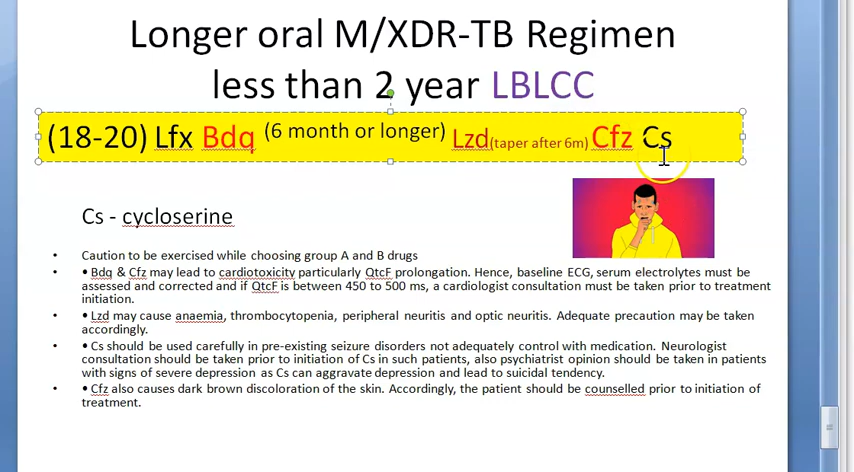 Longer oral M/XDR-TB Regimen
less than 2 year LBLCC
(18-20) Lfx Bdq (6 month or longer) Lzd(taper after 6m) Cfz Cs
Cs - cycloserine
• Caution to be exercised while choosing group A and B drugs
• • Bdq & Cfz may lead to cardiotoxicity particularly QtcF prolongation. Hence, baseline ECG, serum electrolytes must be
assessed and corrected and if QtcF is between 450 to 500 ms, a cardiologist consultation must be taken prior to treatment
initiation.
• • Lzd may cause anaemia, thrombocytopenia, peripheral neuritis and optic neuritis. Adequate precaution may be taken
accordingly.
• • Cs should be used carefully in pre-existing seizure disorders not adequately control with medication. Neurologist
consultation should be taken prior to initiation of Cs in such patients, also psychiatrist opinion should be taken in patients
with signs of severe depression as Cs can aggravate depression and lead to suicidal tendency.
• • Cfz also causes dark brown discoloration of the skin. Accordingly, the patient should be counselled prior to initiation of
treatment.